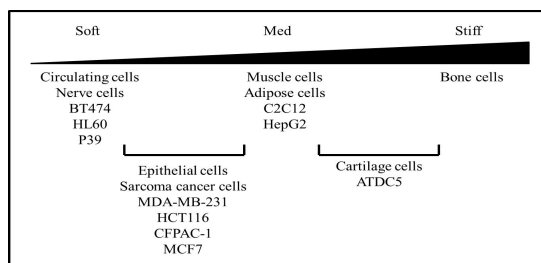 Soft Med Stiff
Circulating cells
Nerve cells
BT474
HL60
P39
Muscle cells
Adipose cells
C2C12
HepG2
Bone cells
Epithelial cells
Sarcoma cancer cells
MDA-MB-231
HCT116
CFPAC-1
MCF7
Cartilage cells
ATDC5